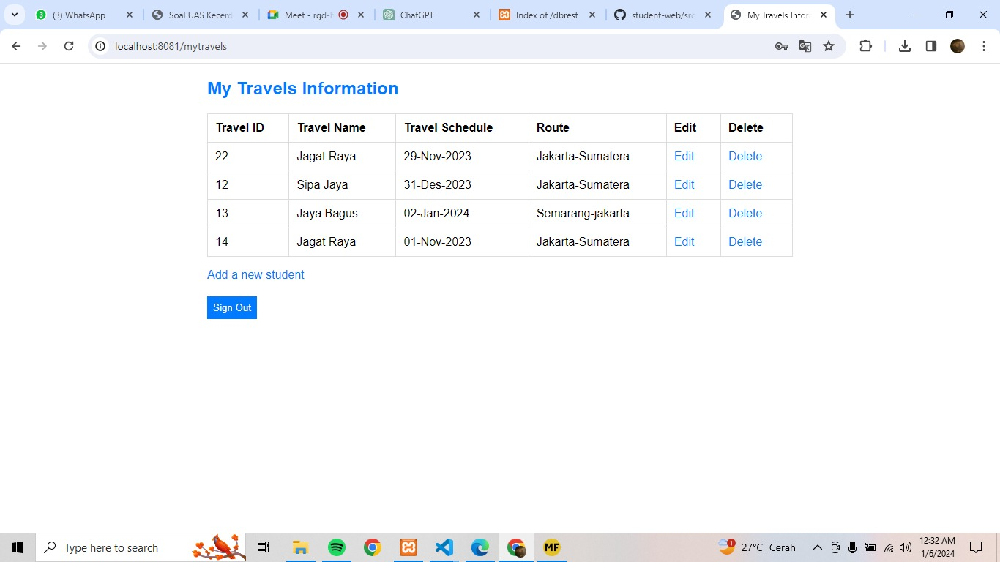 (3) WhatsApp Soal UAS Kecerd Meet - rgd- ChatGPT Index of /dbrest student-web/src My Travels Infor
localhost:8081/mytravels
My Travels Information
Travel ID Travel Name Travel Schedule Route Edit Delete
22 Jagat Raya 29-Nov-2023 Jakarta-Sumatera Edit Delete
12 Sipa Jaya 31-Des-2023 Jakarta-Sumatera Edit Delete
13 Jaya Bagus 02-Jan-2024 Semarang-jakarta Edit Delete
14 Jagat Raya 01-Nov-2023 Jakarta-Sumatera Edit Delete
Add a new student
Sign Out
Type here to search MF 1 27°C Cerah 12:32 AM
1/6/2024